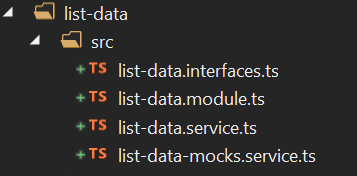 list-data
src
+ TS list-data.interfaces.ts
+ TS list-data.module.ts
+ TS list-data.service.ts
+ TS list-data-mocks.service.ts